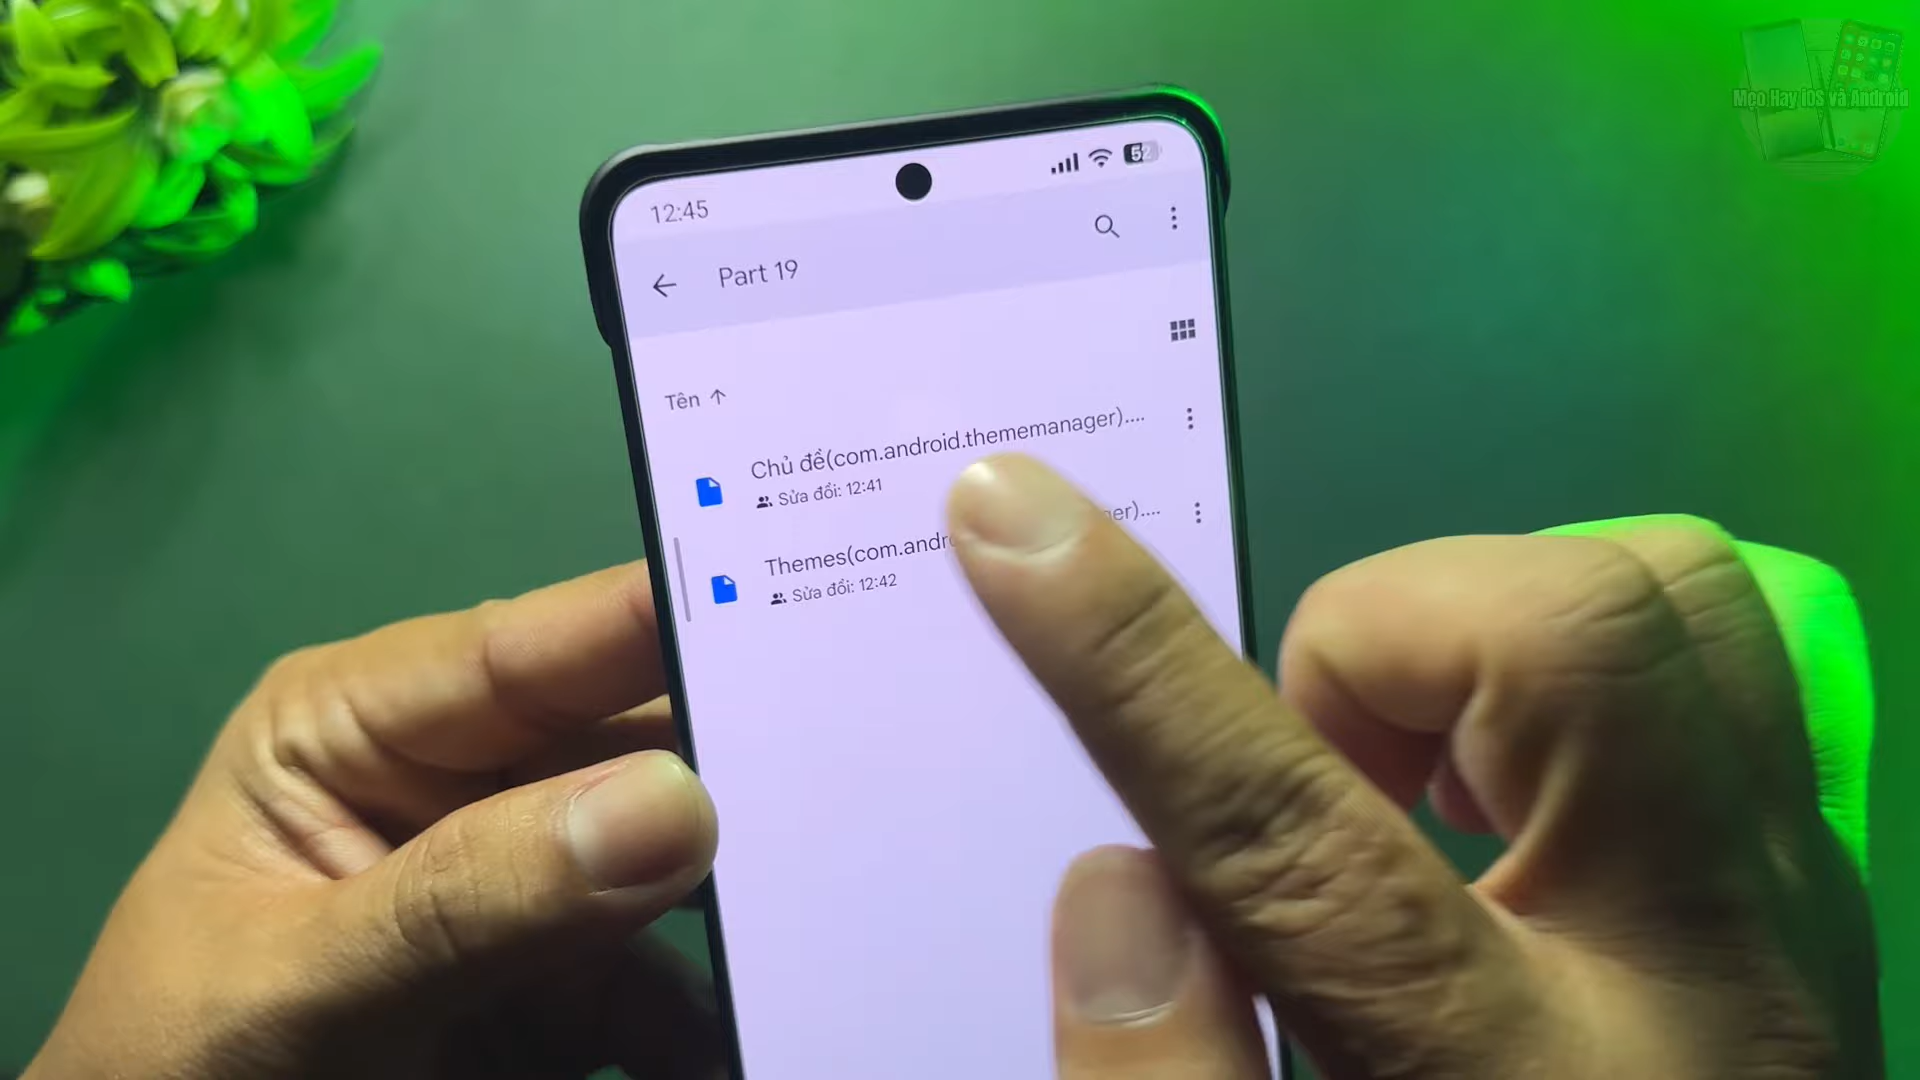 Mẹo Hay iOS và Android
12:45
52
Part 19
Tên ↑
Chủ đề(com.android.thememanager)....
Sửa đổi: 12:41
Themes(com.andr ger)....
Sửa đổi: 12:42